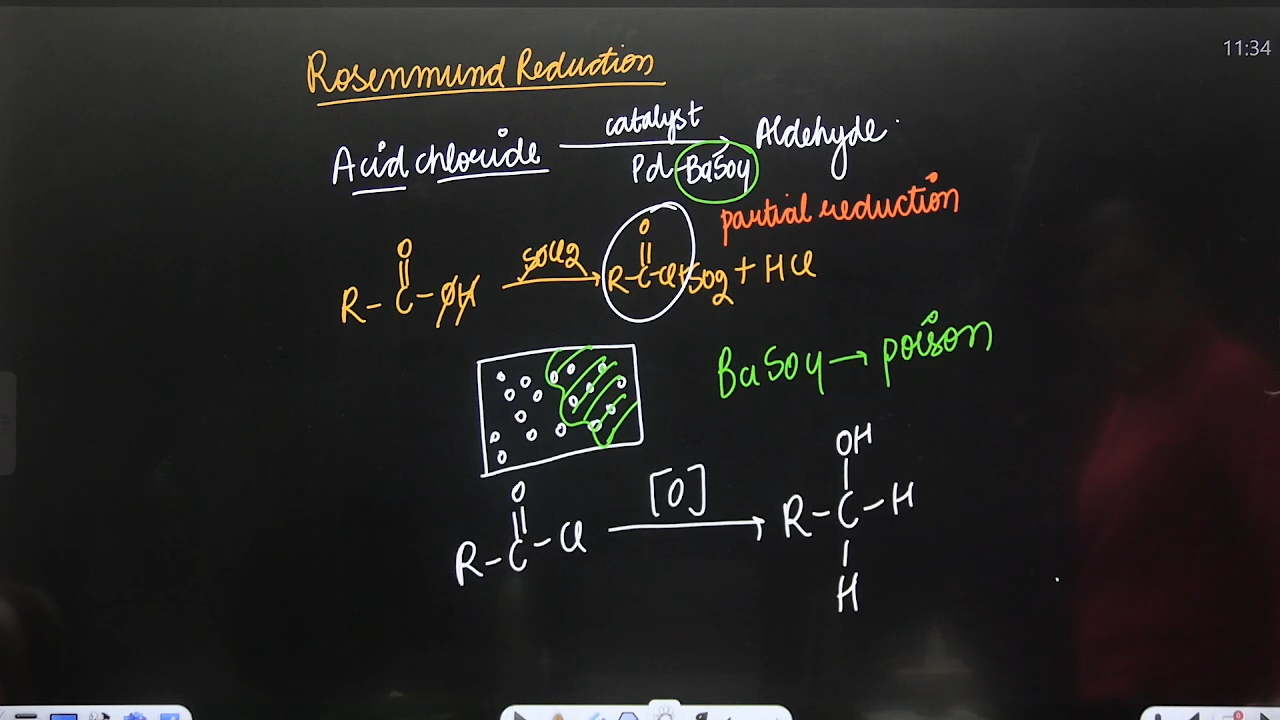 11:34
Rosenmund Reduction
Acid chloride catalyst Pd-BaSO4 Aldehyde
partial reduction
R-C-OH SOCl2 R-C-Cl+SO2+HCl
O O
BaSO4→poison
O [O] OH
R-C-Cl R-C-H
H